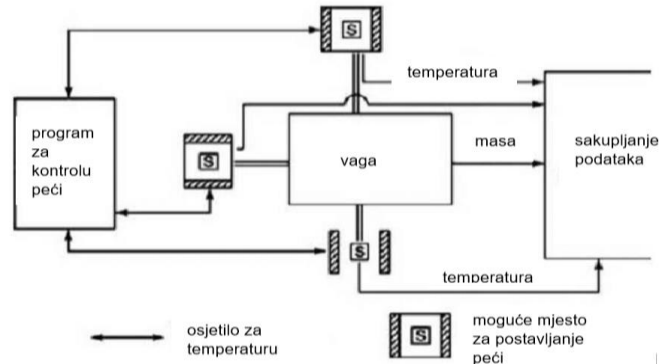 S
temperatura
program
za
kontrolu
peći
S
vaga
masa
sakupljanje
podataka
S
temperatura
osjetilo za
temperaturu
S
moguće mjesto
za postavljanje
peći